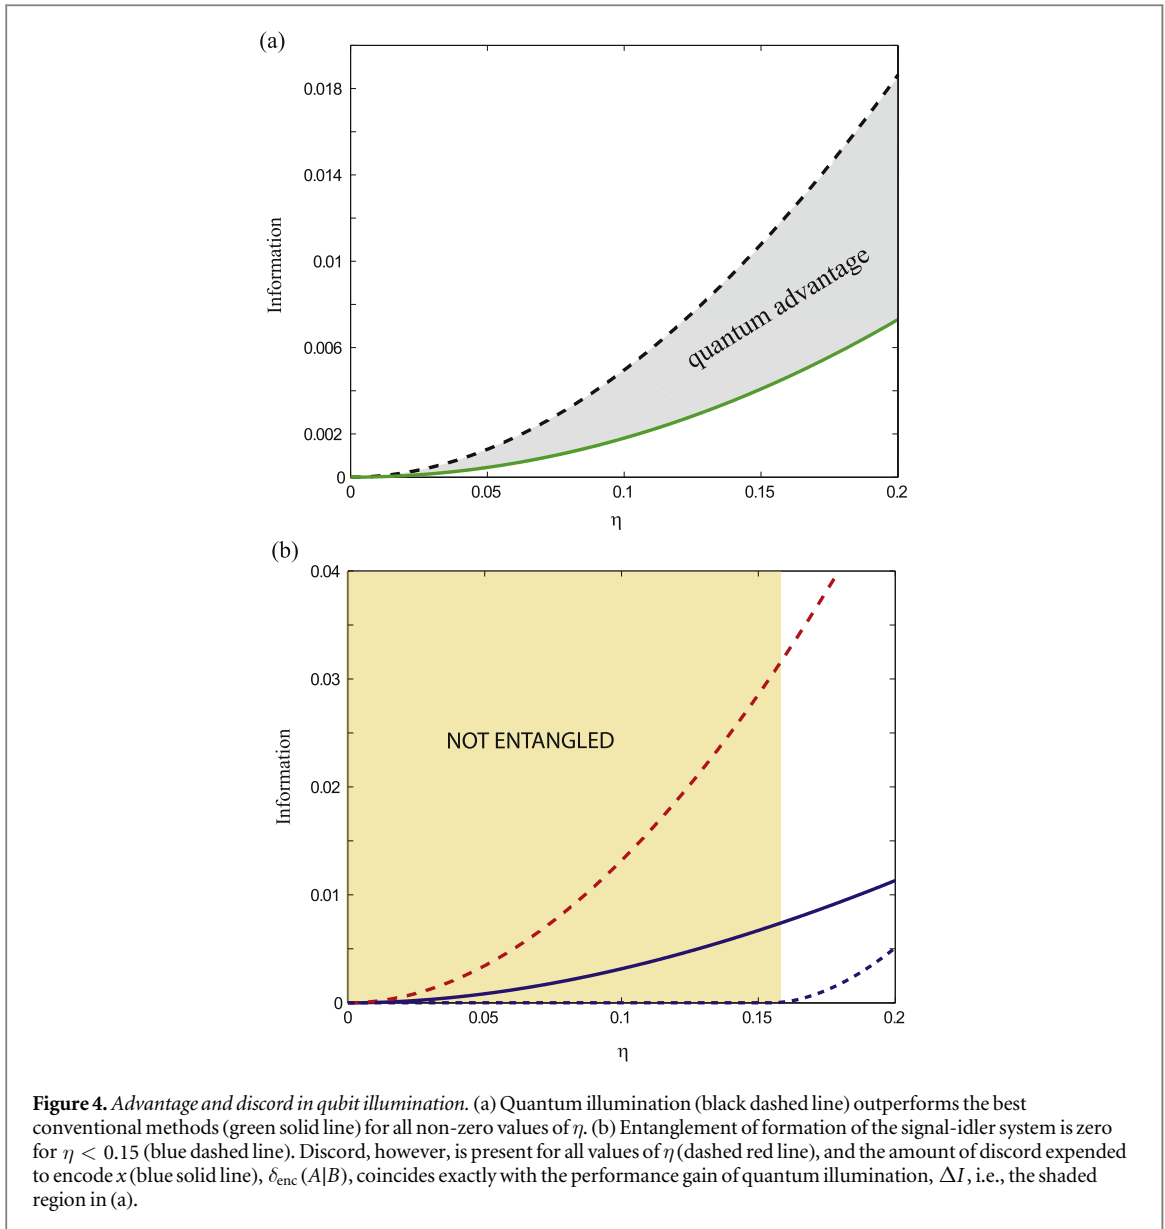 (a)
0.018
0.014
0.01
0.006
0.002
0
Information
quantum advantage
0 0.05 0.1 0.15 0.2
η
(b)
0.04
0.03
0.02
0.01
0
Information
NOT ENTANGLED
0 0.05 0.1 0.15 0.2
η
Figure 4. Advantage and discord in qubit illumination. (a) Quantum illumination (black dashed line) outperforms the best
conventional methods (green solid line) for all non-zero values of η. (b) Entanglement of formation of the signal-idler system is zero
for η < 0.15 (blue dashed line). Discord, however, is present for all values of η (dashed red line), and the amount of discord expended
to encode x (blue solid line), δenc (A|B), coincides exactly with the performance gain of quantum illumination, ΔI, i.e., the shaded
region in (a).